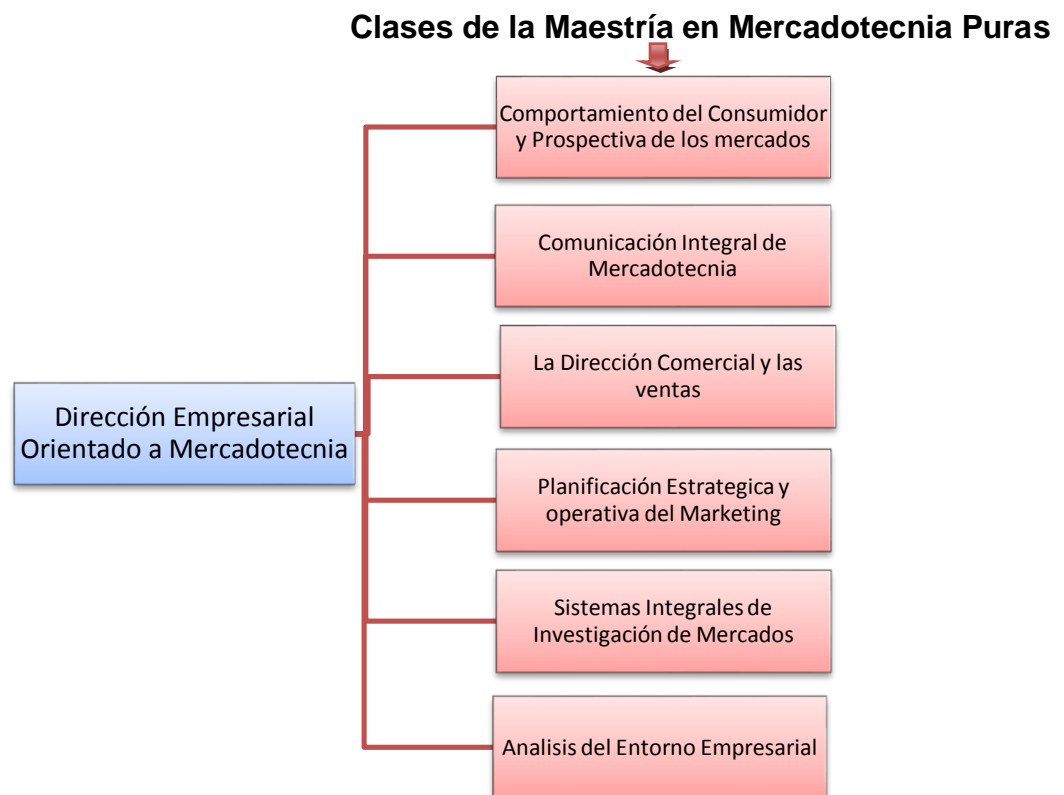 Clases de la Maestría en Mercadotecnia Puras
Comportamiento del Consumidor
y Prospectiva de los mercados
Comunicación Integral de
Mercadotecnia
La Dirección Comercial y las
ventas
Dirección Empresarial
Orientado a Mercadotecnia
Planificación Estrategica y
operativa del Marketing
Sistemas Integrales de
Investigación de Mercados
Analisis del Entorno Empresarial